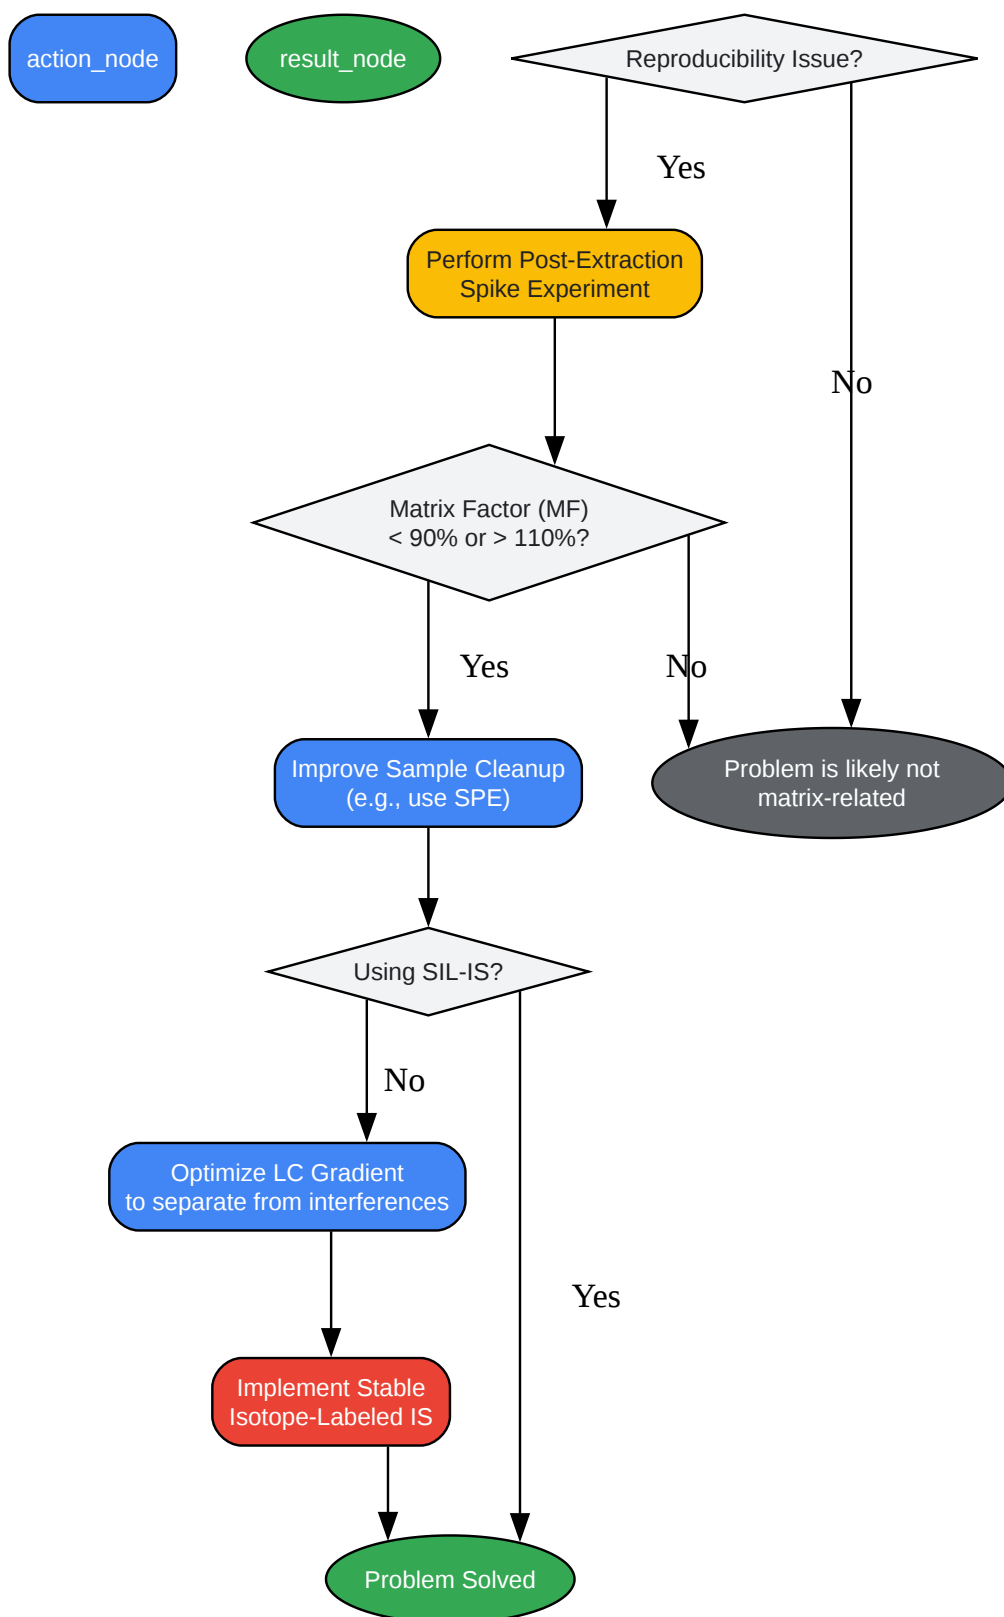 action_node
result_node
Reproducibility Issue?
Yes
Perform Post-Extraction
Spike Experiment
No
Matrix Factor (MF)
< 90% or > 110%?
Yes
No
Improve Sample Cleanup
(e.g., use SPE)
Problem is likely not
matrix-related
Using SIL-IS?
No
Optimize LC Gradient
to separate from interferences
Yes
Implement Stable
Isotope-Labeled IS
Problem Solved